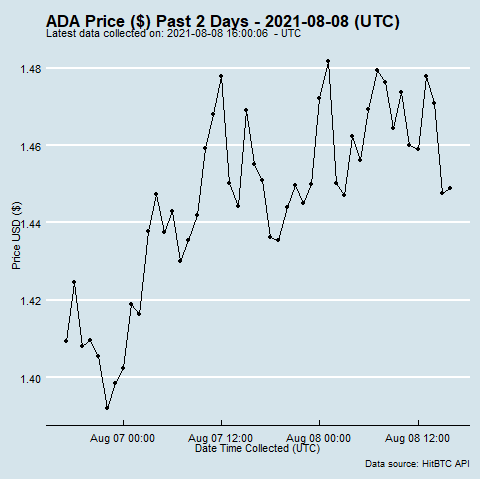 ADA Price ($) Past 2 Days - 2021-08-08 (UTC)
Latest data collected on: 2021-08-08 16:00:06 - UTC
1.48
1.46
1.44
1.42
1.40
Price USD ($)
Aug 07 00:00 Aug 07 12:00 Aug 08 00:00 Aug 08 12:00
Date Time Collected (UTC)
Data source: HitBTC API